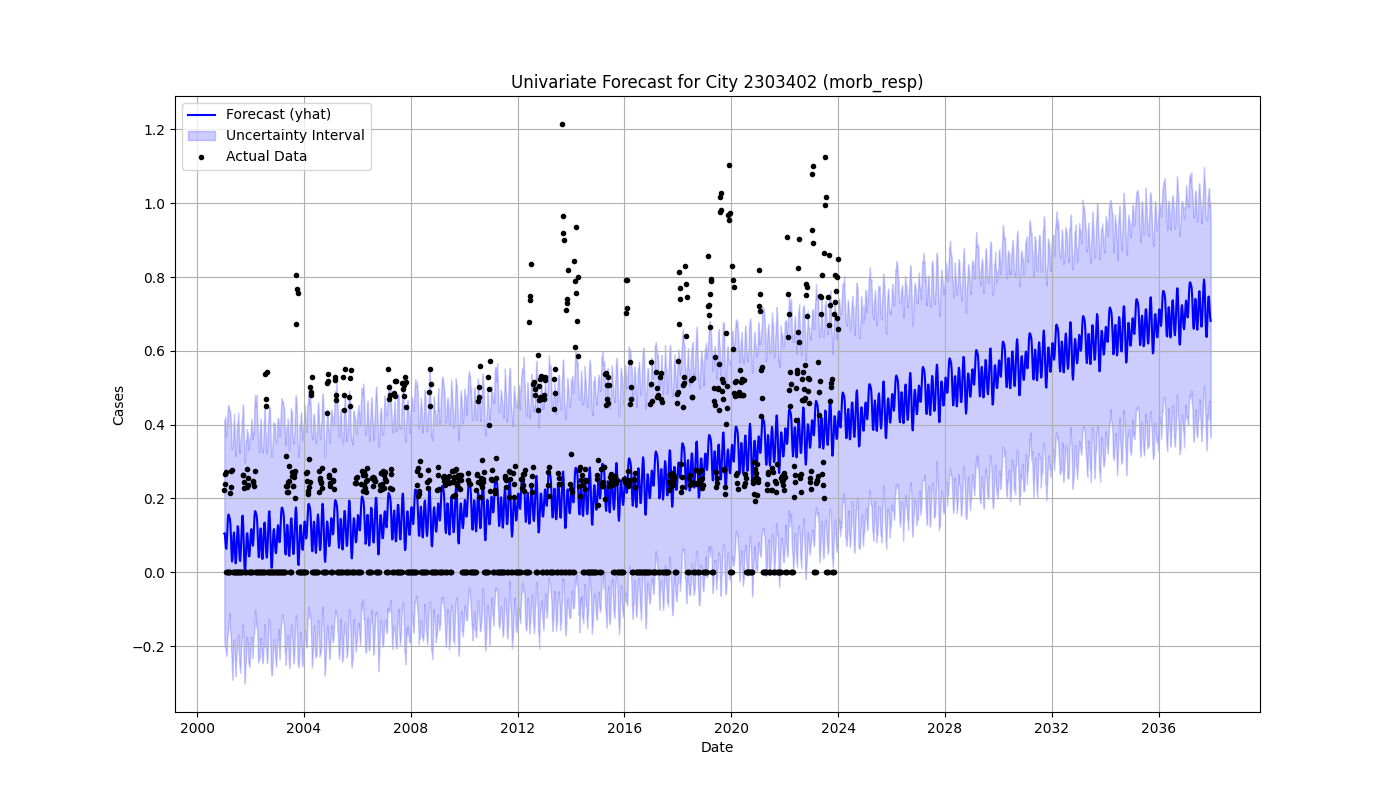 Univariate Forecast for City 2303402 (morb_resp)
Forecast (yhat)
Uncertainty Interval
Actual Data
1.2
1.0
0.8
0.6
0.4
0.2
0.0
−0.2
Cases
2000 2004 2008 2012 2016 2020 2024 2028 2032 2036
Date